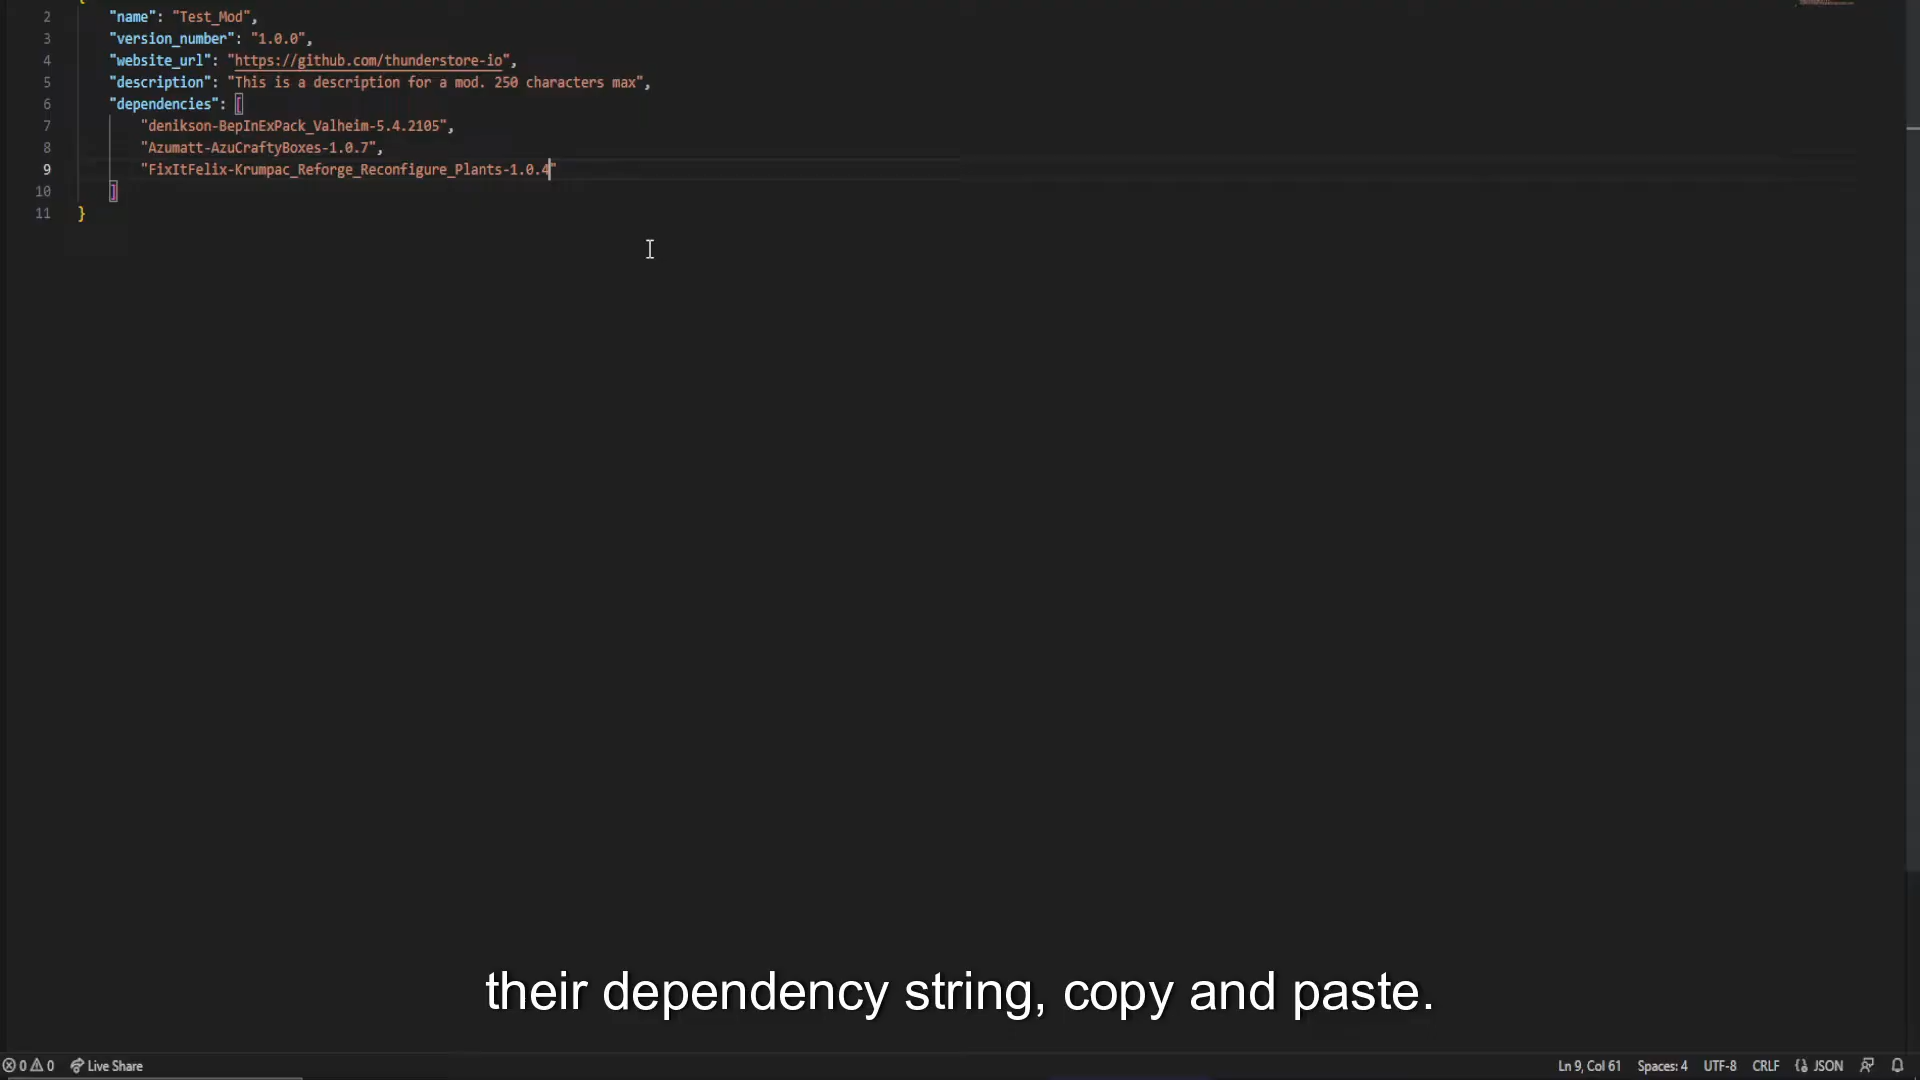 {
2 "name": "Test_Mod",
3 "version_number": "1.0.0",
4 "website_url": "https://github.com/thunderstore-io",
5 "description": "This is a description for a mod. 250 characters max",
6 "dependencies": [
7 "denikson-BepInExPack_Valheim-5.4.2105",
8 "Azumatt-AzuCraftyBoxes-1.0.7",
9 "FixItFelix-Krumpac_Reforge_Reconfigure_Plants-1.0.4"
10 ]
11 }
their dependency string, copy and paste.
0 0 Live Share Ln 9, Col 61 Spaces: 4 UTF-8 CRLF {} JSON